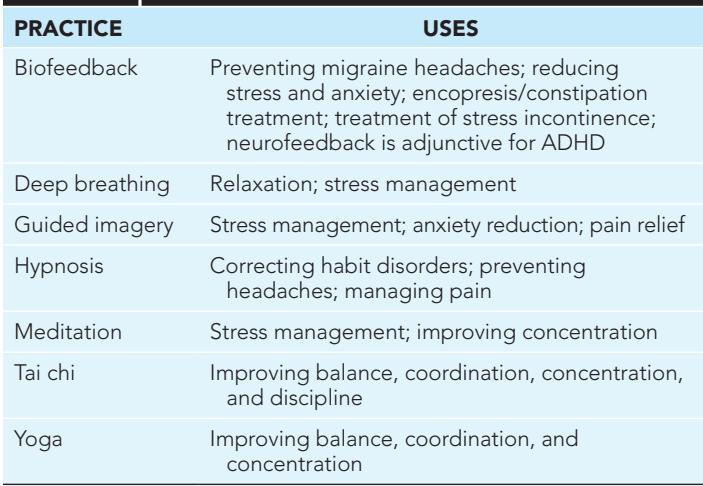 PRACTICE USES
Biofeedback Preventing migraine headaches; reducing
stress and anxiety; encopresis/constipation
treatment; treatment of stress incontinence;
neurofeedback is adjunctive for ADHD
Deep breathing Relaxation; stress management
Guided imagery Stress management; anxiety reduction; pain relief
Hypnosis Correcting habit disorders; preventing
headaches; managing pain
Meditation Stress management; improving concentration
Tai chi Improving balance, coordination, concentration,
and discipline
Yoga Improving balance, coordination, and
concentration